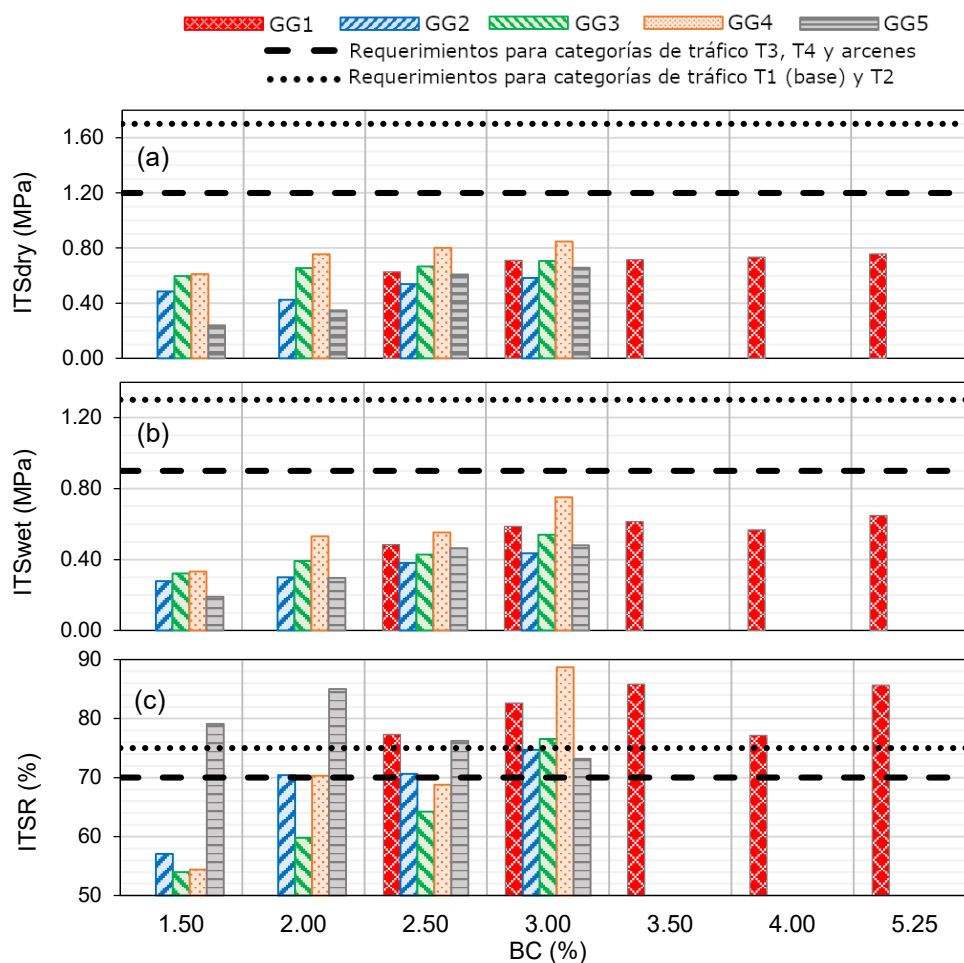 GG1 GG2 GG3 GG4 GG5
Requerimientos para categorías de tráfico T3, T4 y arcenes
Requerimientos para categorías de tráfico T1 (base) y T2
(a)
ITSdry (MPa)
1.60
1.20
0.80
0.40
0.00
(b)
ITSwet (MPa)
1.20
0.80
0.40
0.00
(c)
ITSR (%)
90
80
70
60
50
1.50 2.00 2.50 3.00 3.50 4.00 5.25
BC (%)